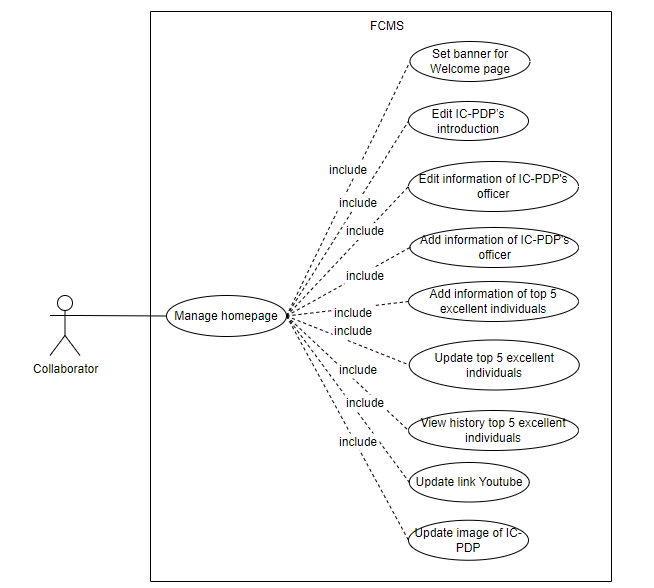 FCMS
Set banner for
Welcome page
Edit IC-PDP's
introduction
include
Edit information of IC-PDP's
officer
include
include
Add information of IC-PDP's
officer
include
Add information of top 5
excellent individuals
Manage homepage
include
include
Collaborator
Update top 5 excellent
individuals
include
include
View history top 5 excellent
individuals
include
Update link Youtube
Update image of IC-
PDP